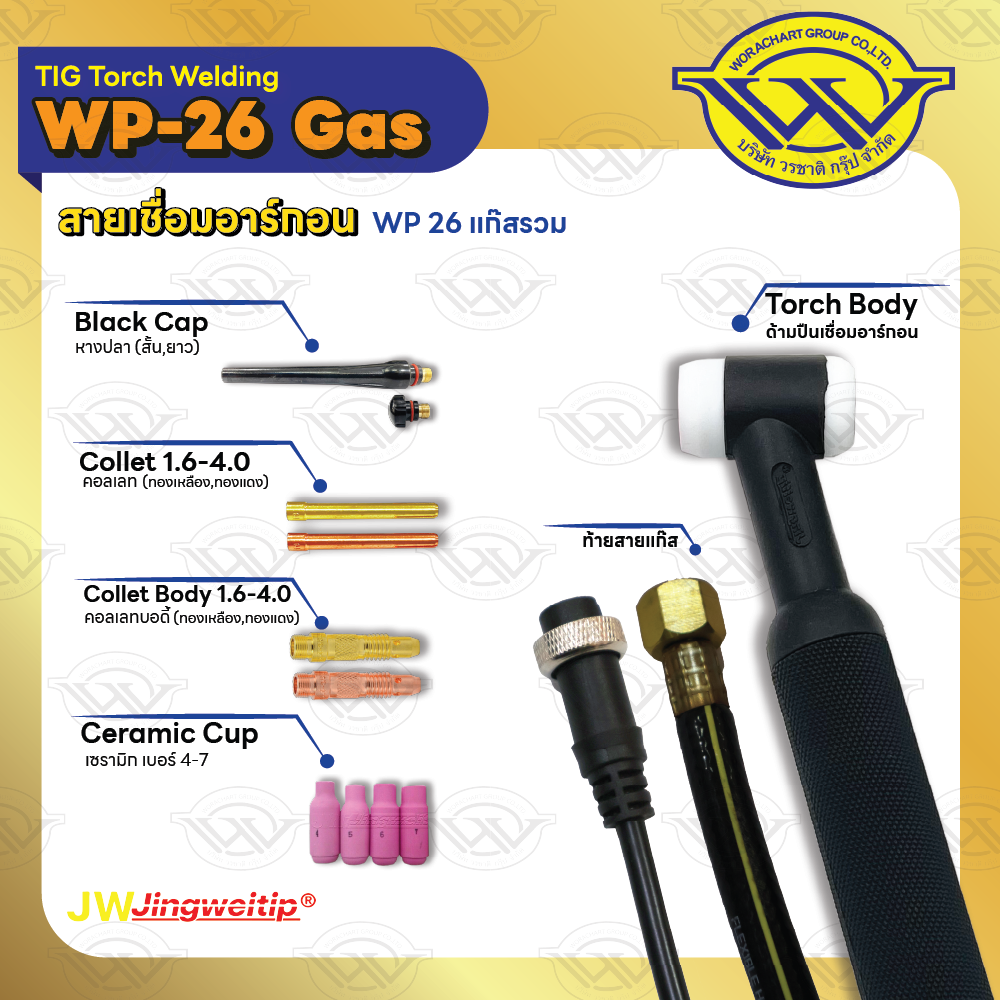 TIG Torch Welding
WP-26 Gas
WORACHART GROUP CO.,LTD.
บริษัท วรชาติ กรุ๊ป จำกัด
สายเชื่อมอาร์กอน WP 26 แก๊สรวม
Black Cap
หางปลา (สั้น,ยาว)
Torch Body
ด้ามปืนเชื่อมอาร์กอน
Collet 1.6-4.0
คอลเลท (ทองเหลือง,ทองแดง)
ท้ายสายแก๊ส
Collet Body 1.6-4.0
คอลเลทบอดี้ (ทองเหลือง,ทองแดง)
Ceramic Cup
เซรามิก เบอร์ 4-7
4 5 6 7
JW Jingweitip®
FLEXIBLE